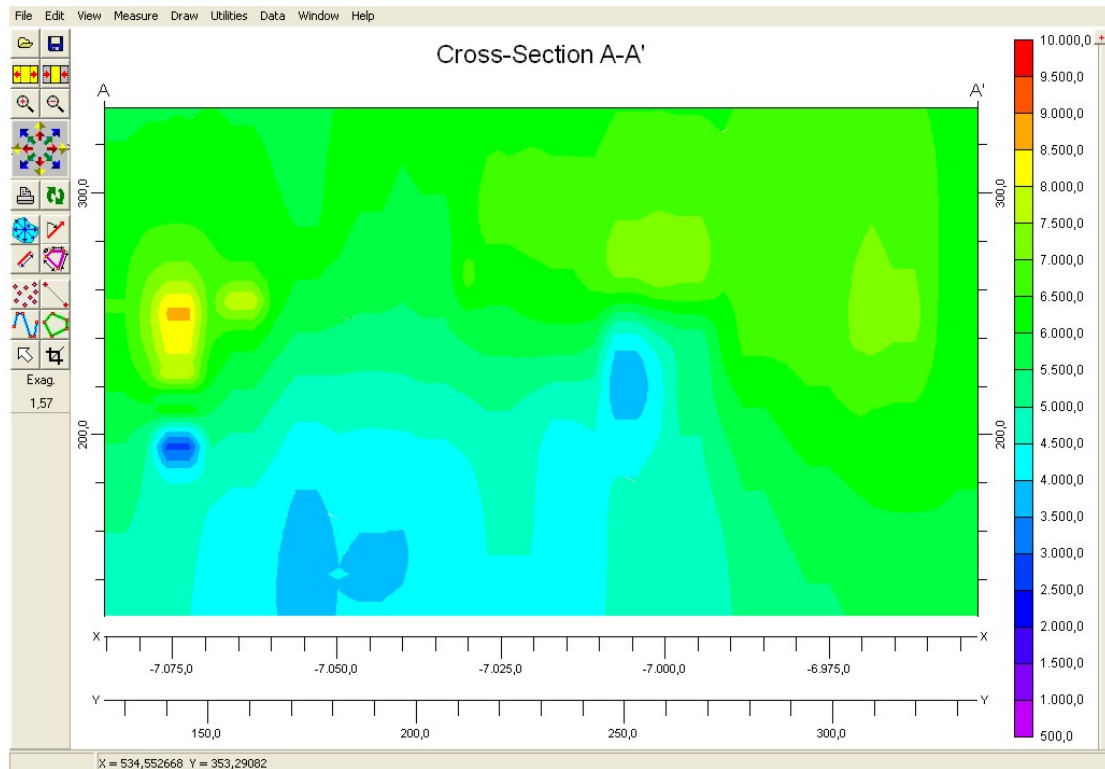 File Edit View Measure Draw Utilities Data Window Help
Cross-Section A-A'
A A'
300,0 300,0
200,0 200,0
Exag.
1,57
10.000,0
9.500,0
9.000,0
8.500,0
8.000,0
7.500,0
7.000,0
6.500,0
6.000,0
5.500,0
5.000,0
4.500,0
4.000,0
3.500,0
3.000,0
2.500,0
2.000,0
1.500,0
1.000,0
500,0
X X
-7.075,0 -7.050,0 -7.025,0 -7.000,0 -6.975,0
Y Y
150,0 200,0 250,0 300,0
X = 534,552668 Y = 353,29082